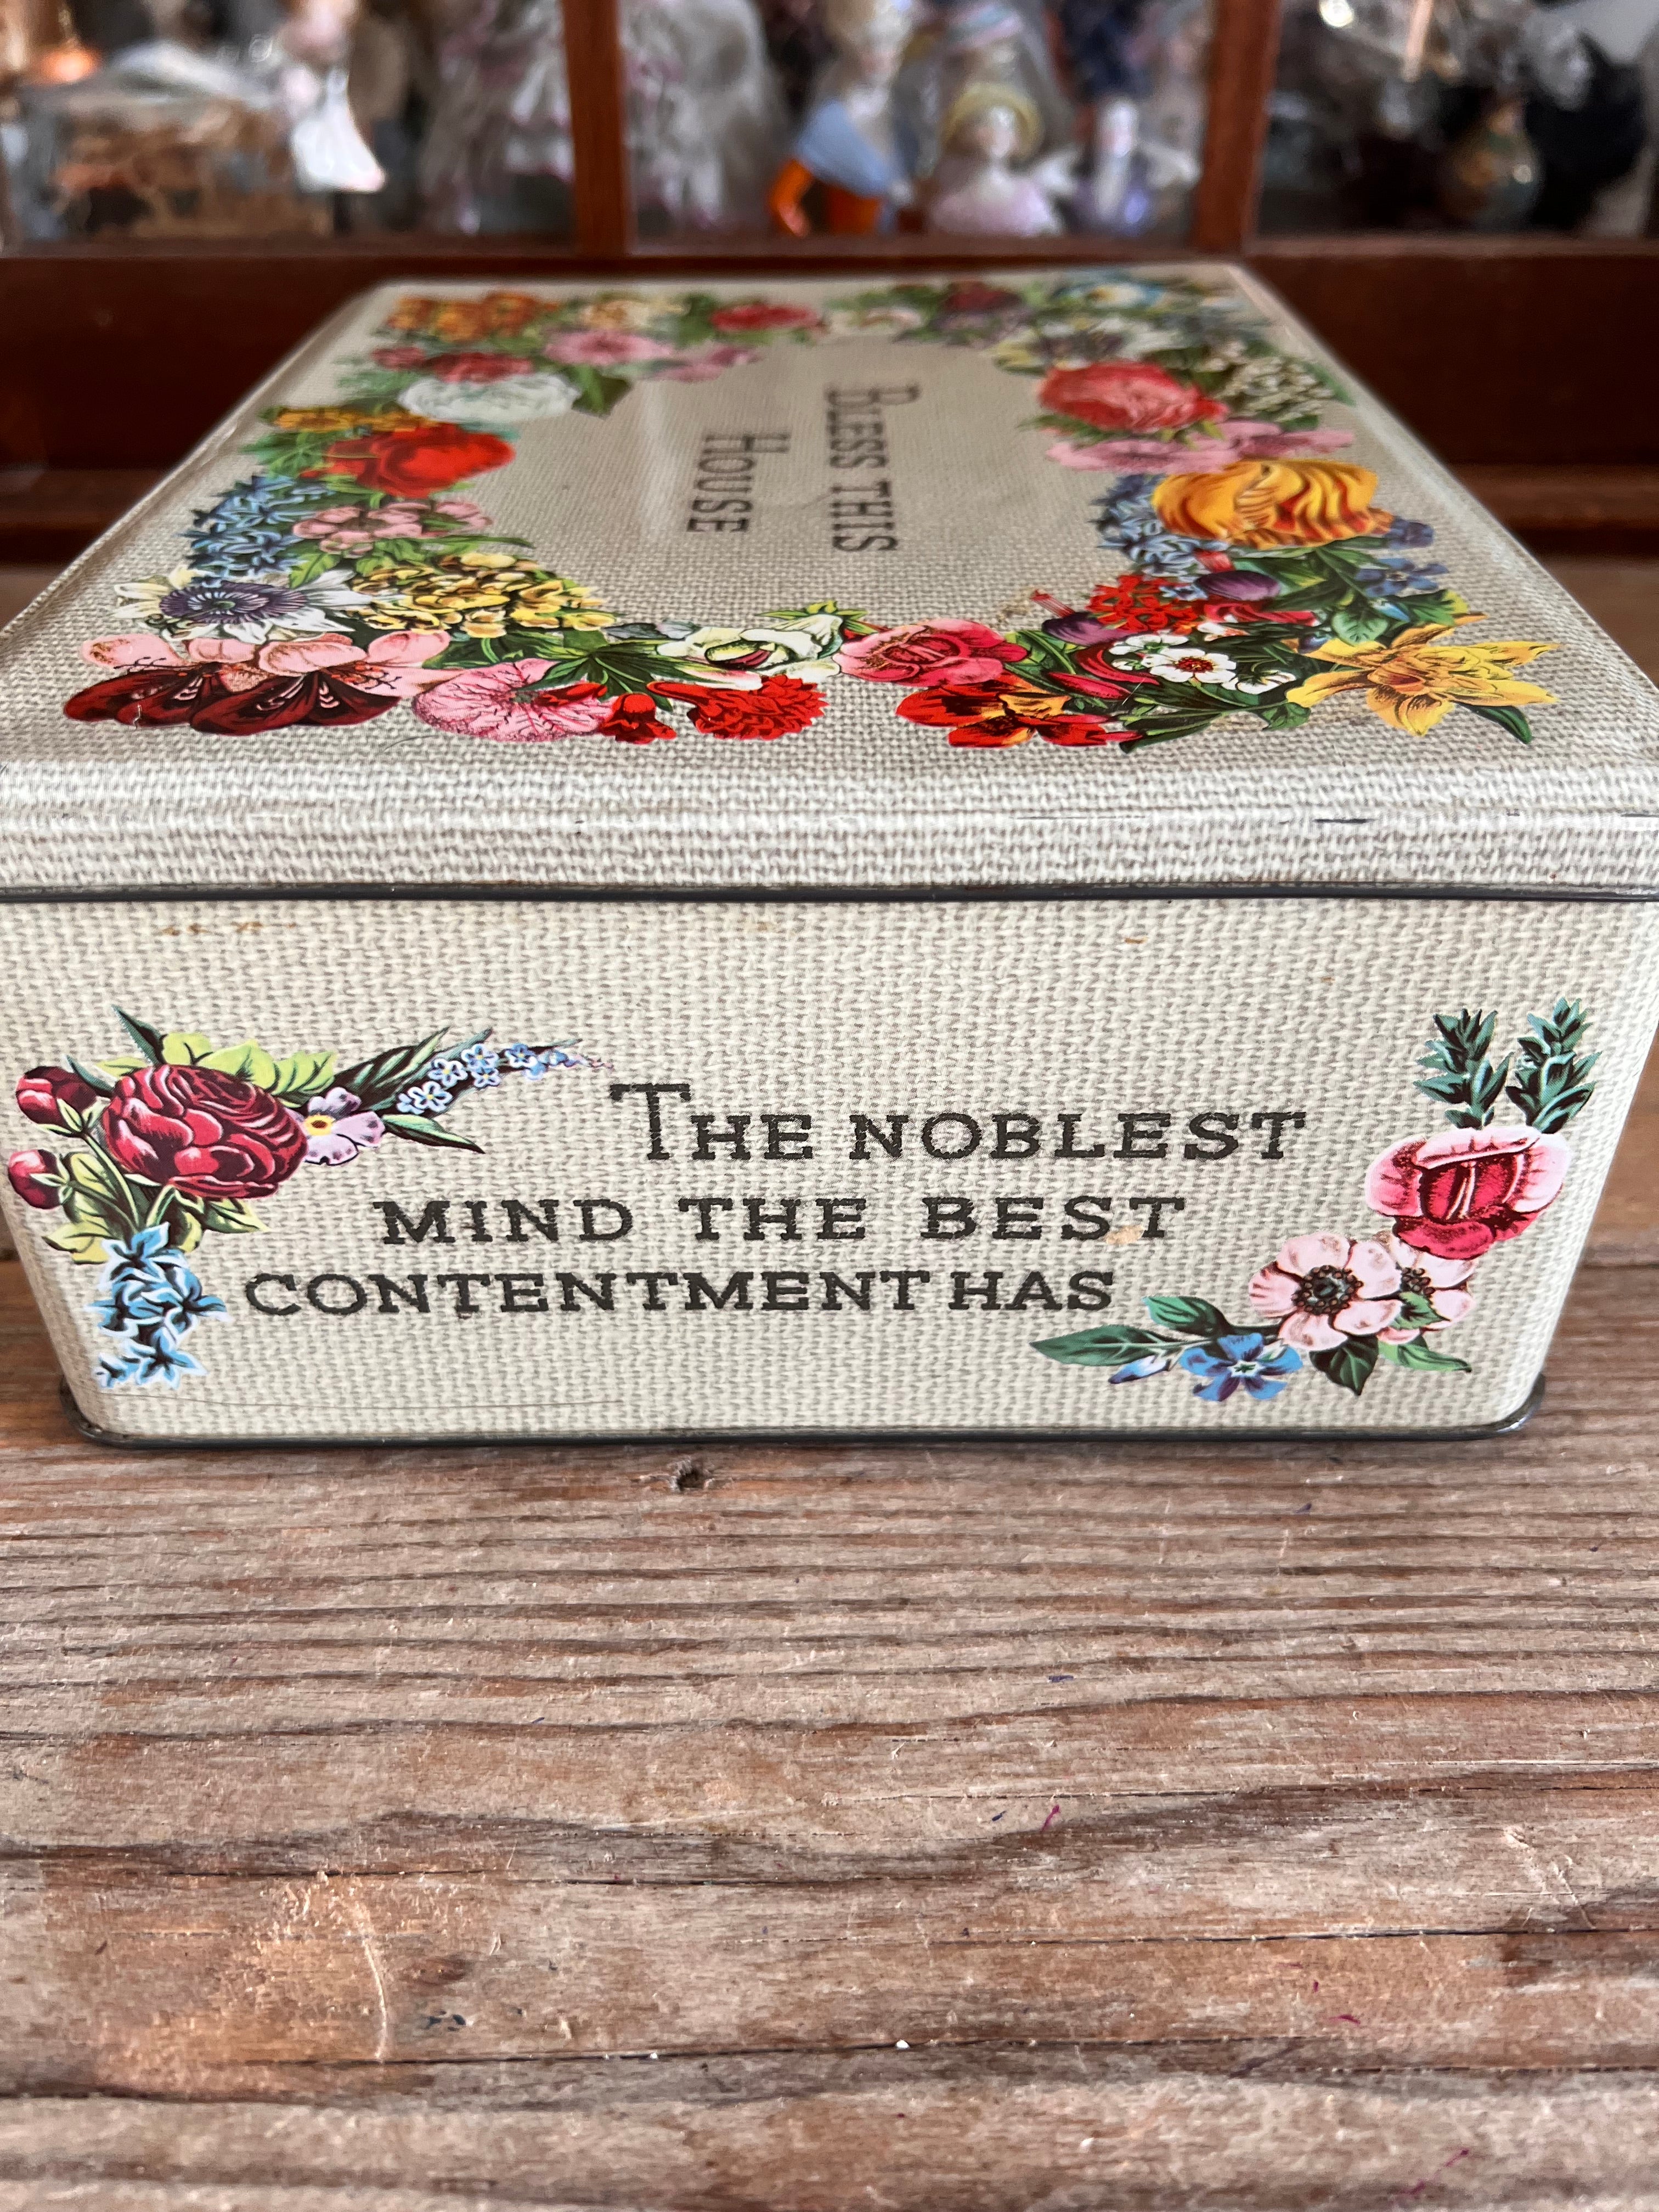 BLESS THIS
HOUSE
THE NOBLEST
MIND THE BEST
CONTENTMENT HAS